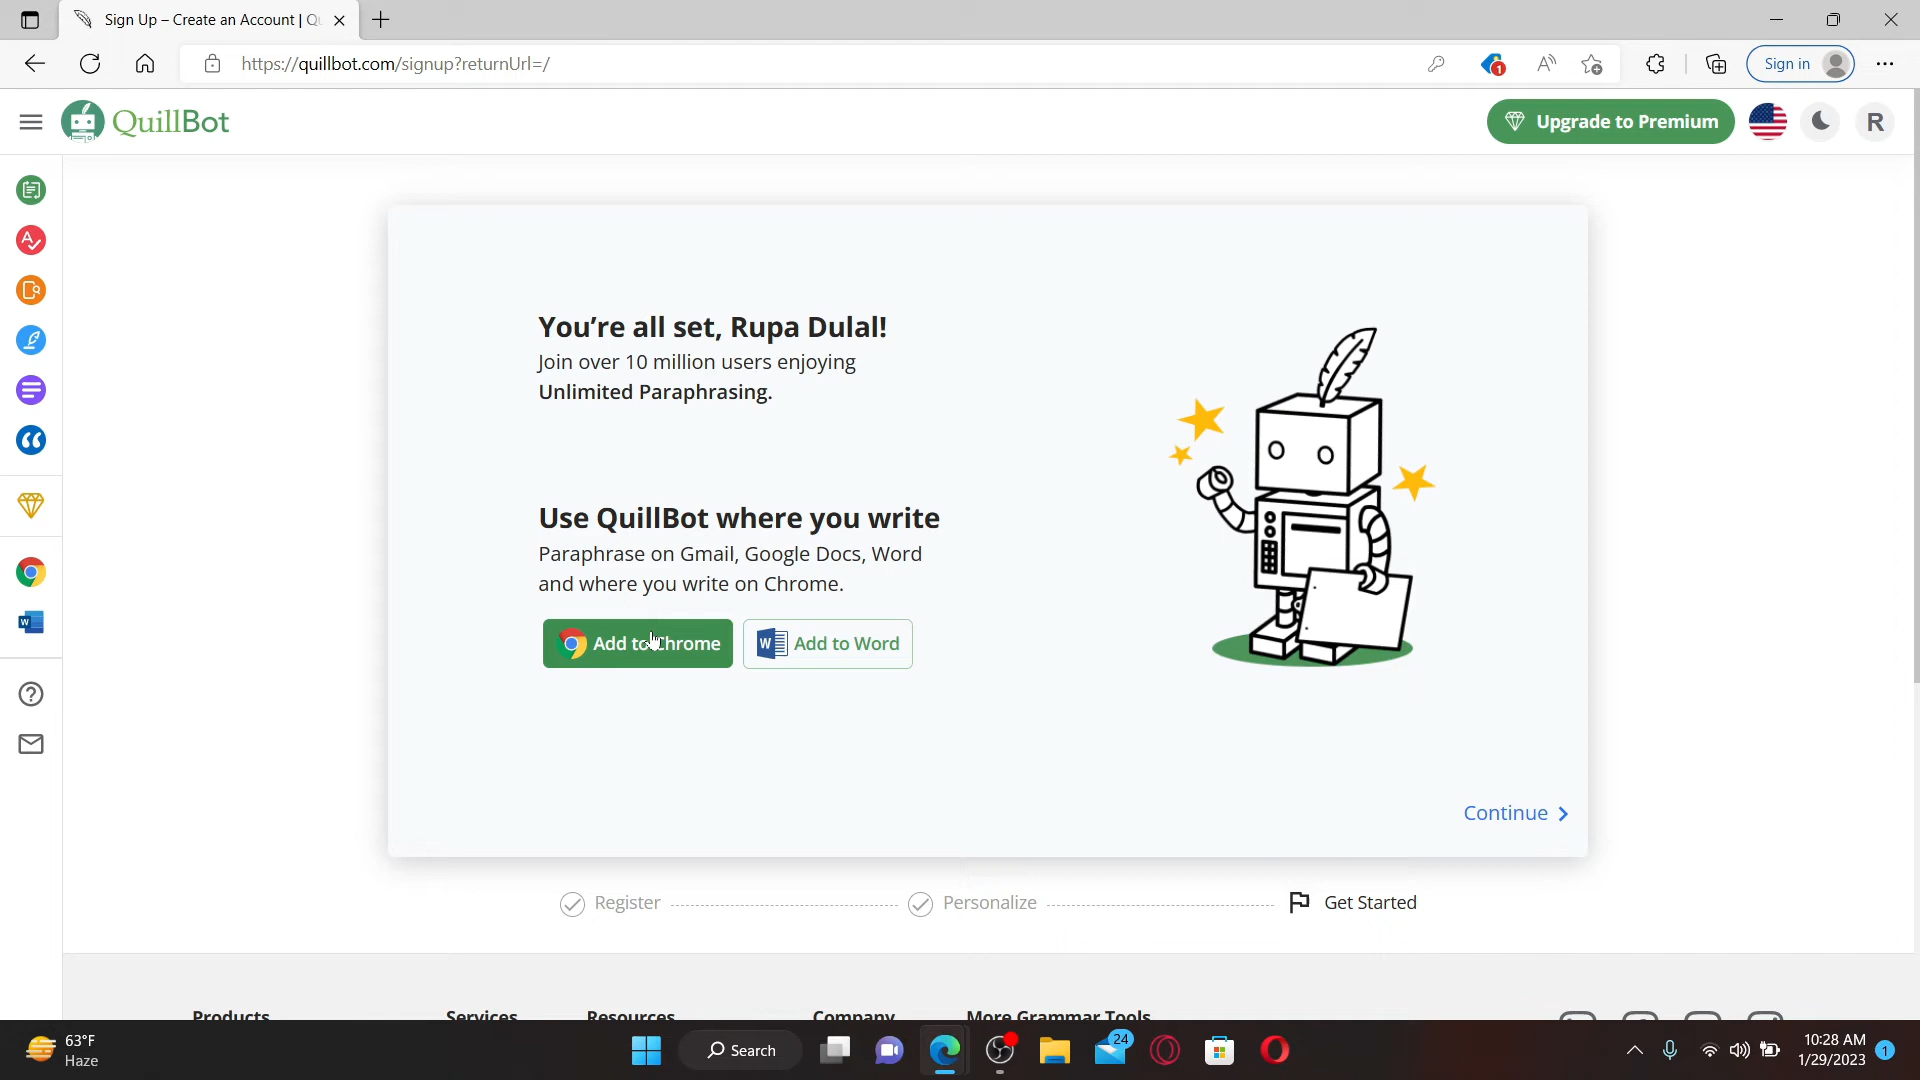 Sign Up – Create an Account | Qu
https://quillbot.com/signup?returnUrl=/
1
Sign in
QuillBot
Upgrade to Premium
R
You're all set, Rupa Dulal!
Join over 10 million users enjoying
Unlimited Paraphrasing.
Use QuillBot where you write
Paraphrase on Gmail, Google Docs, Word
and where you write on Chrome.
Add to Chrome
Add to Word
Continue
Register
Personalize
Get Started
Products
Services
Resources
Company
More Grammar Tools
63°F
Haze
Search
24
10:28 AM
1/29/2023
1